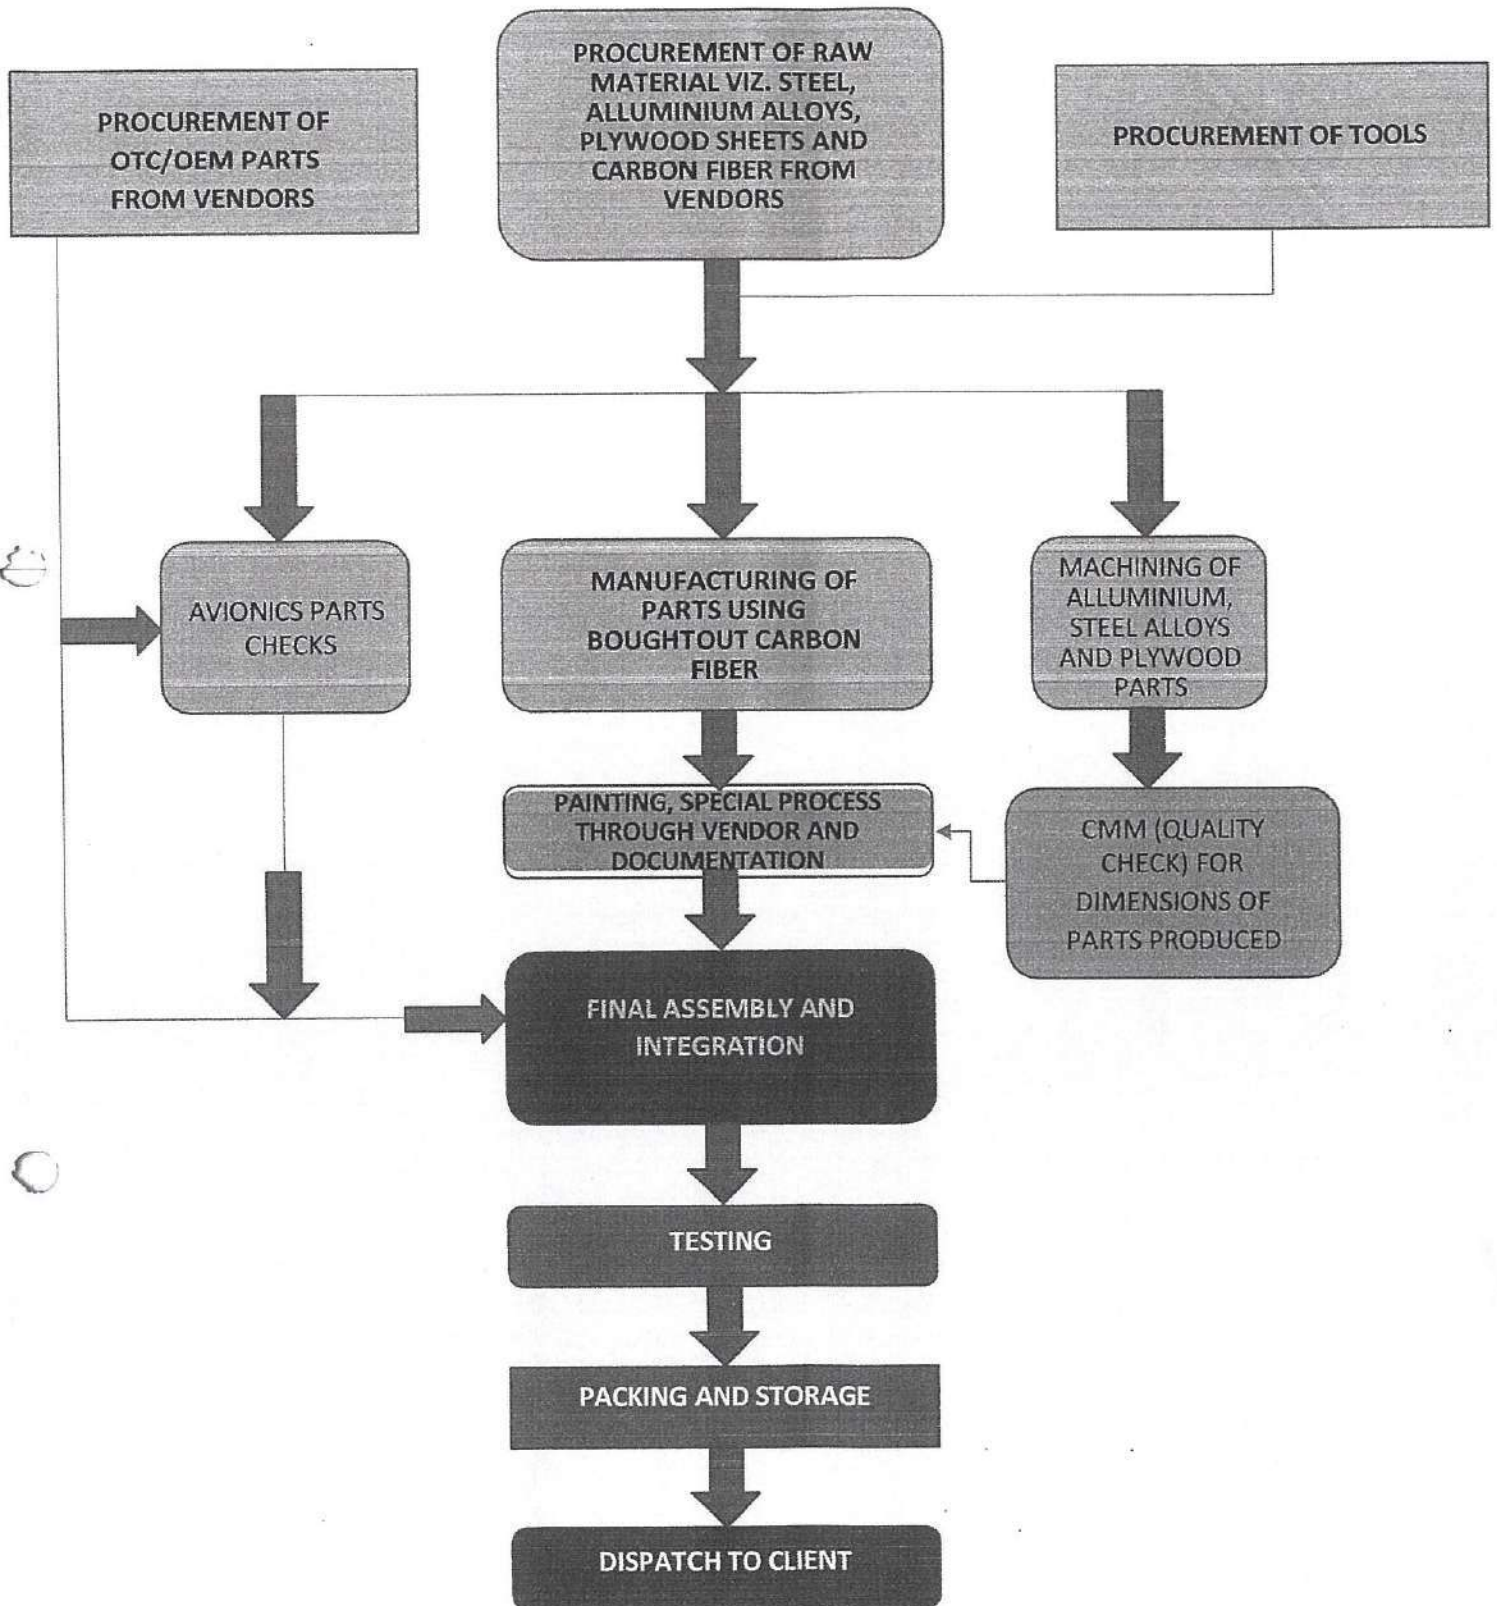 PROCUREMENT OF
OTC/OEM PARTS
FROM VENDORS
PROCUREMENT OF RAW
MATERIAL VIZ. STEEL,
ALLUMINIUM ALLOYS,
PLYWOOD SHEETS AND
CARBON FIBER FROM
VENDORS
PROCUREMENT OF TOOLS
AVIONICS PARTS
CHECKS
MANUFACTURING OF
PARTS USING
BOUGHTOUT CARBON
FIBER
MACHINING OF
ALLUMINIUM,
STEEL ALLOYS
AND PLYWOOD
PARTS
PAINTING, SPECIAL PROCESS
THROUGH VENDOR AND
DOCUMENTATION
CMM (QUALITY
CHECK) FOR
DIMENSIONS OF
PARTS PRODUCED
FINAL ASSEMBLY AND
INTEGRATION
TESTING
PACKING AND STORAGE
DISPATCH TO CLIENT